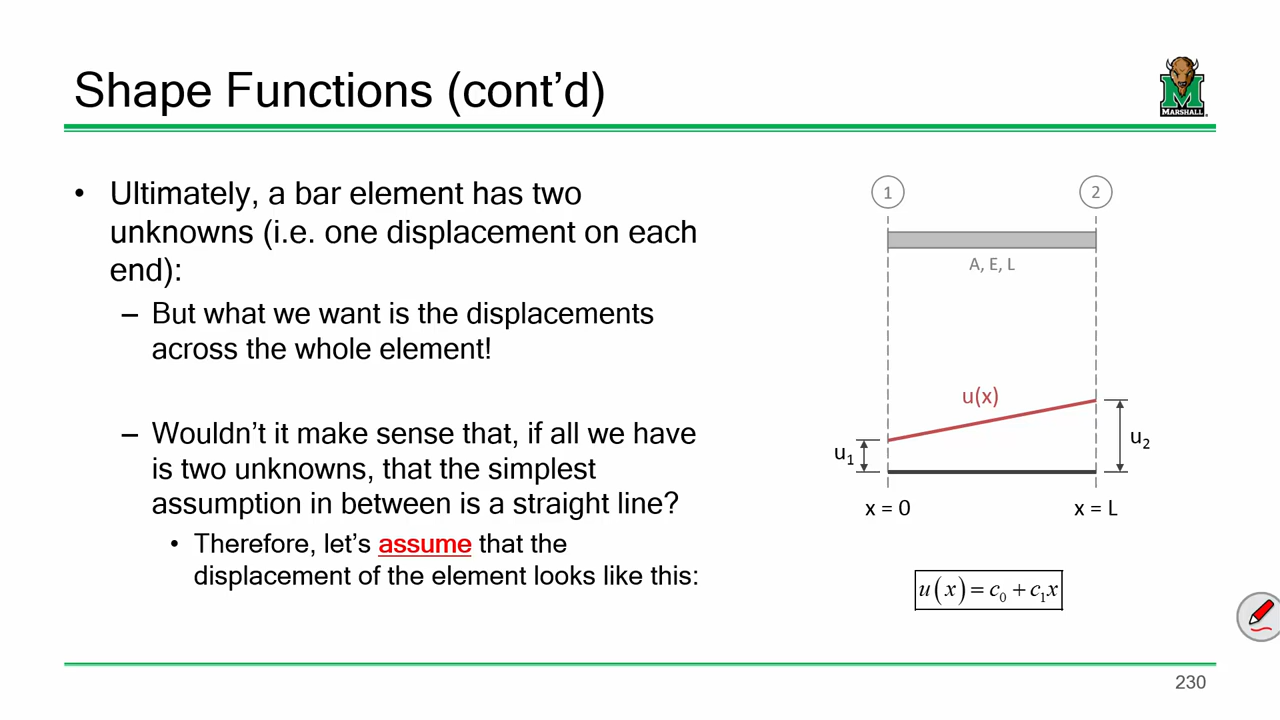 Shape Functions (cont'd)
MARSHALL
• Ultimately, a bar element has two
unknowns (i.e. one displacement on each
end):
– But what we want is the displacements
across the whole element!
– Wouldn't it make sense that, if all we have
is two unknowns, that the simplest
assumption in between is a straight line?
• Therefore, let's assume that the
displacement of the element looks like this:
1
2
A, E, L
u(x)
u₁
u₂
x = 0
x = L
u(x) = c₀ + c₁x
230